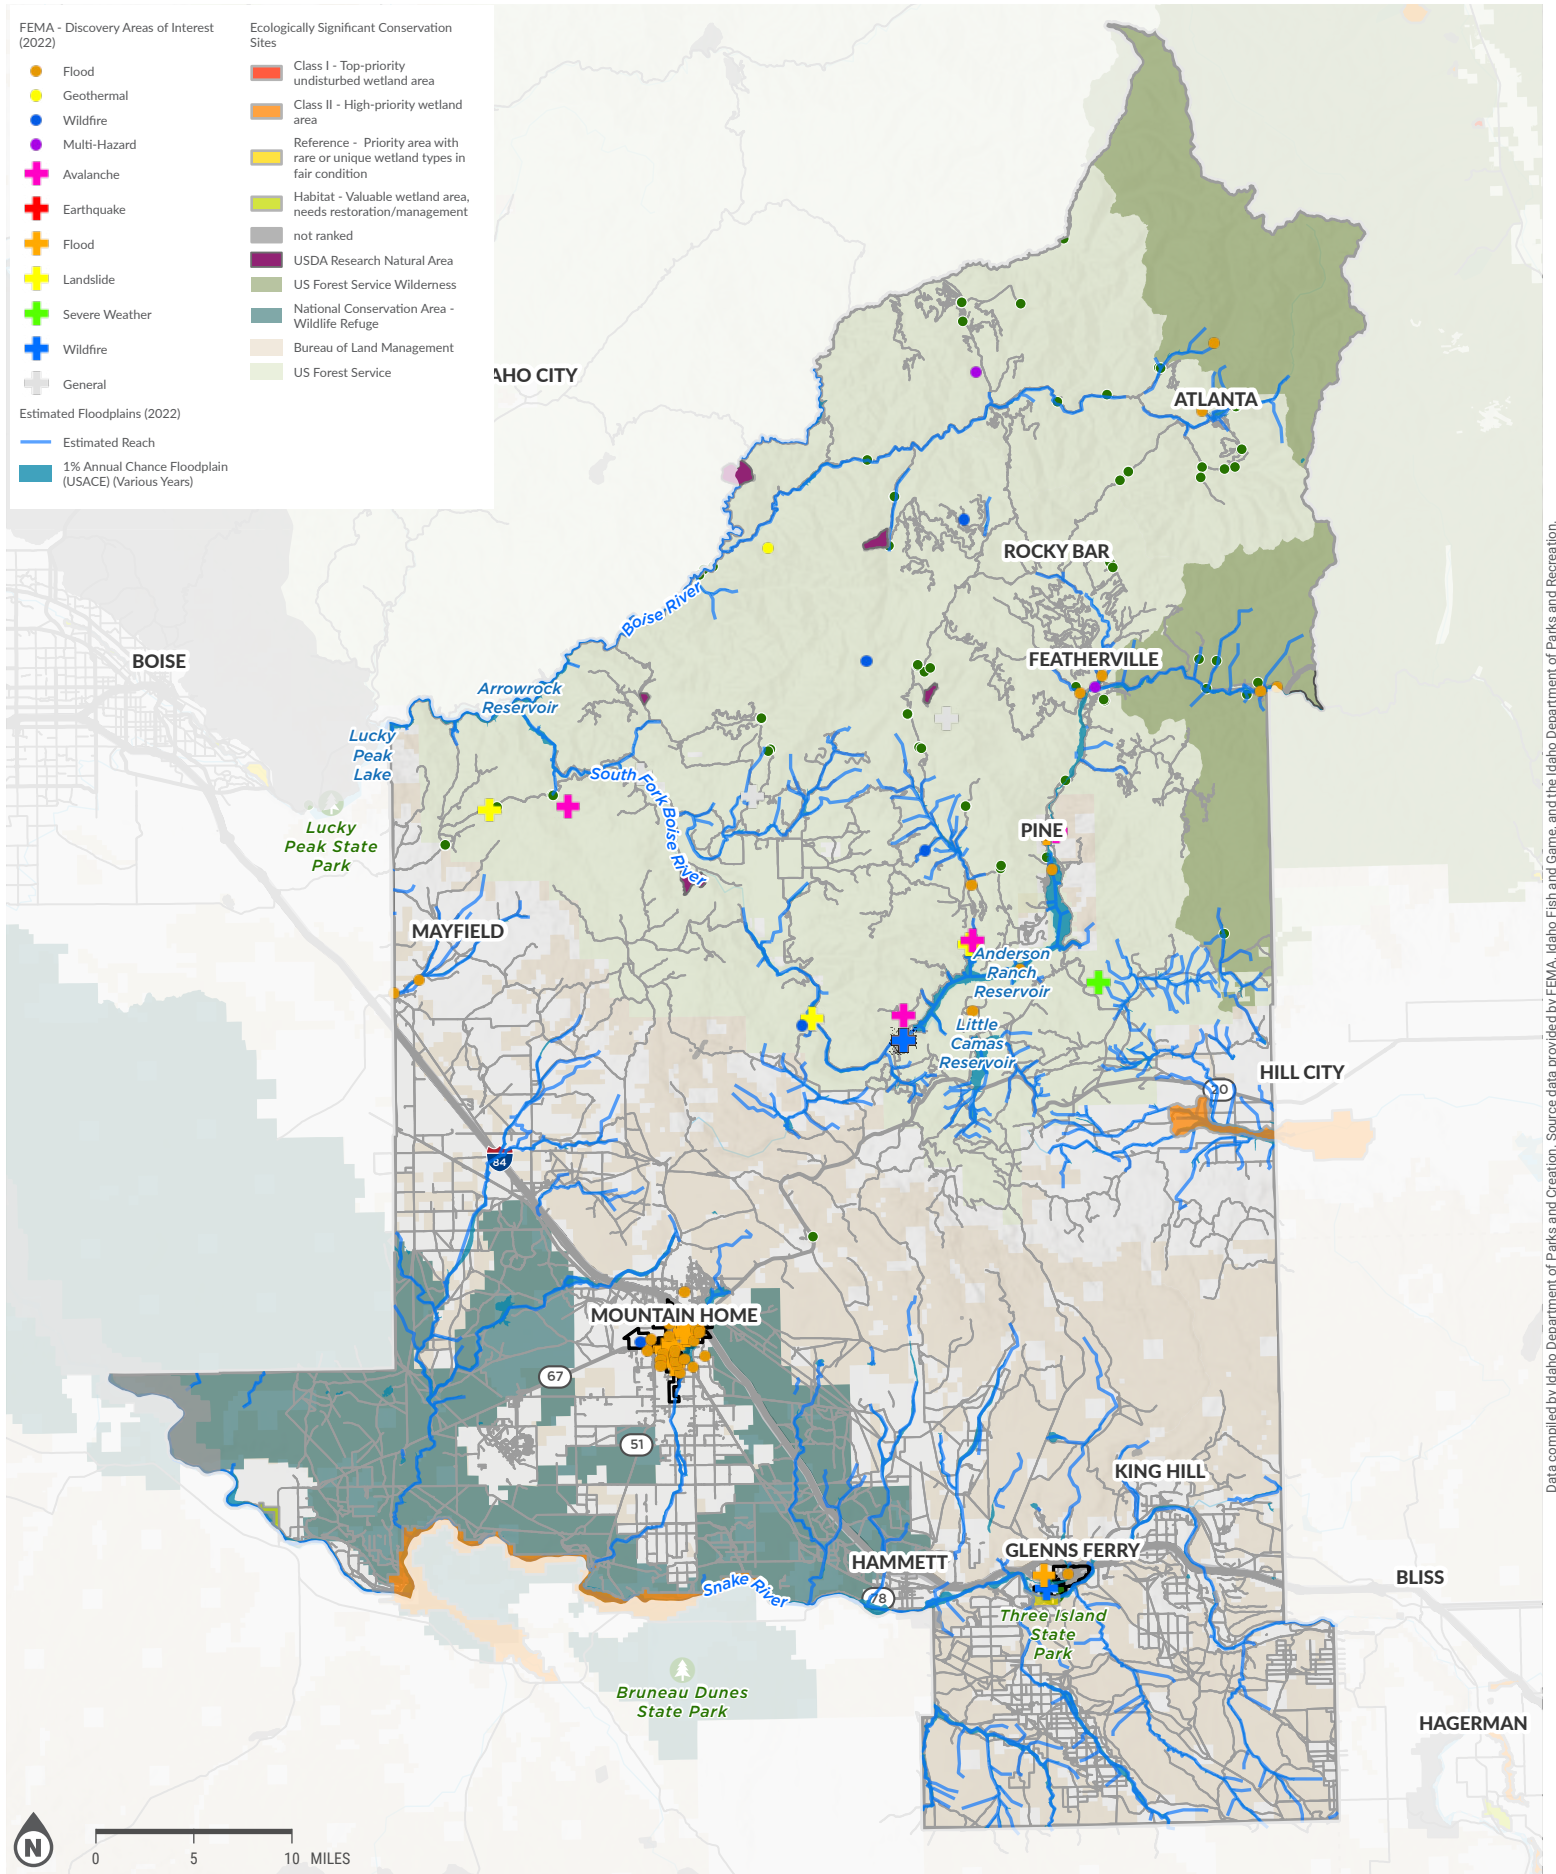 FEMA - Discovery Areas of Interest
(2022)
Flood
Geothermal
Wildfire
Multi-Hazard
Avalanche
Earthquake
Flood
Landslide
Severe Weather
Wildfire
General
Estimated Floodplains (2022)
Estimated Reach
1% Annual Chance Floodplain
(USACE) (Various Years)
Ecologically Significant Conservation
Sites
Class I - Top-priority
undisturbed wetland area
Class II - High-priority wetland
area
Reference - Priority area with
rare or unique wetland types in
fair condition
Habitat - Valuable wetland area,
needs restoration/management
not ranked
USDA Research Natural Area
US Forest Service Wilderness
National Conservation Area -
Wildlife Refuge
Bureau of Land Management
US Forest Service
AHO CITY
ATLANTA
ROCKY BAR
Boise River
BOISE
FEATHERVILLE
Arrowrock
Reservoir
Lucky
Peak
Lake
South Fork Boise River
Lucky
Peak State
Park
PINE
MAYFIELD
Anderson
Ranch
Reservoir
Little
Camas
Reservoir
HILL CITY
20
84
MOUNTAIN HOME
67
51
KING HILL
GLENNS FERRY
HAMMETT
BLISS
Snake River
78
Three Island
State
Park
Bruneau Dunes
State Park
HAGERMAN
N
0 5 10 MILES
Data compiled by Idaho Department of Parks and Creation. Source data provided by FEMA, Idaho Fish and Game, and the Idaho Department of Parks and Recreation.